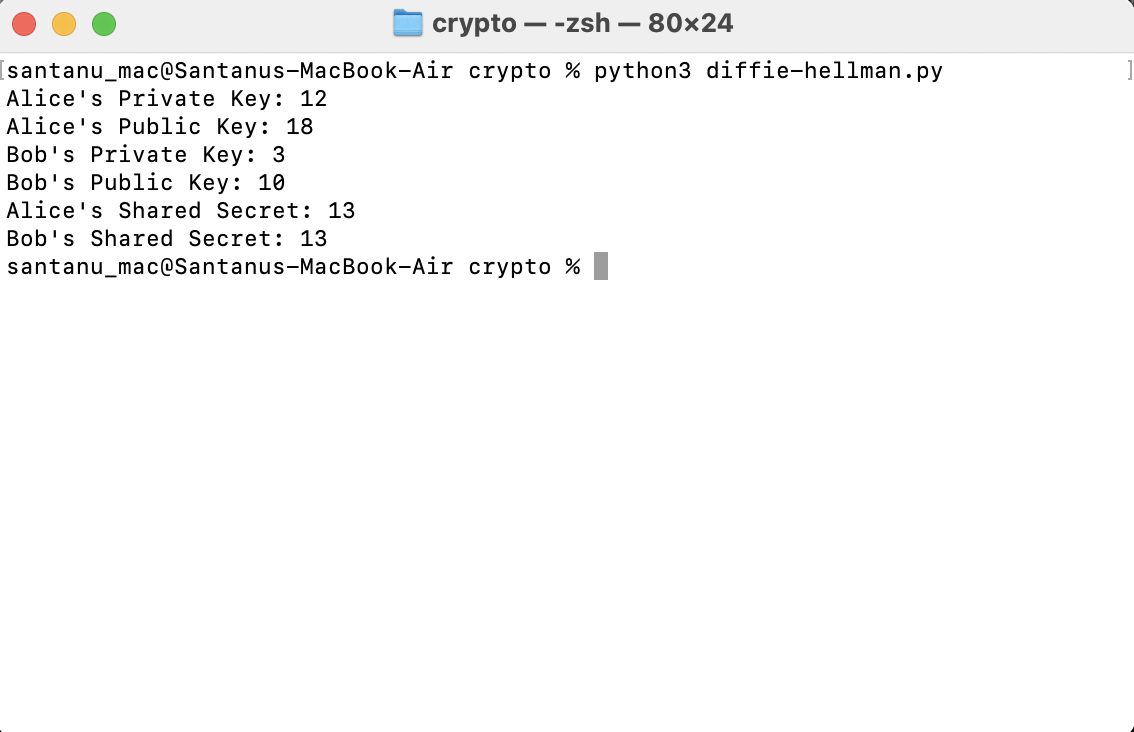 crypto — -zsh — 80×24
[santanu_mac@Santanus-MacBook-Air crypto % python3 diffie-hellman.py ]
Alice's Private Key: 12
Alice's Public Key: 18
Bob's Private Key: 3
Bob's Public Key: 10
Alice's Shared Secret: 13
Bob's Shared Secret: 13
santanu_mac@Santanus-MacBook-Air crypto %